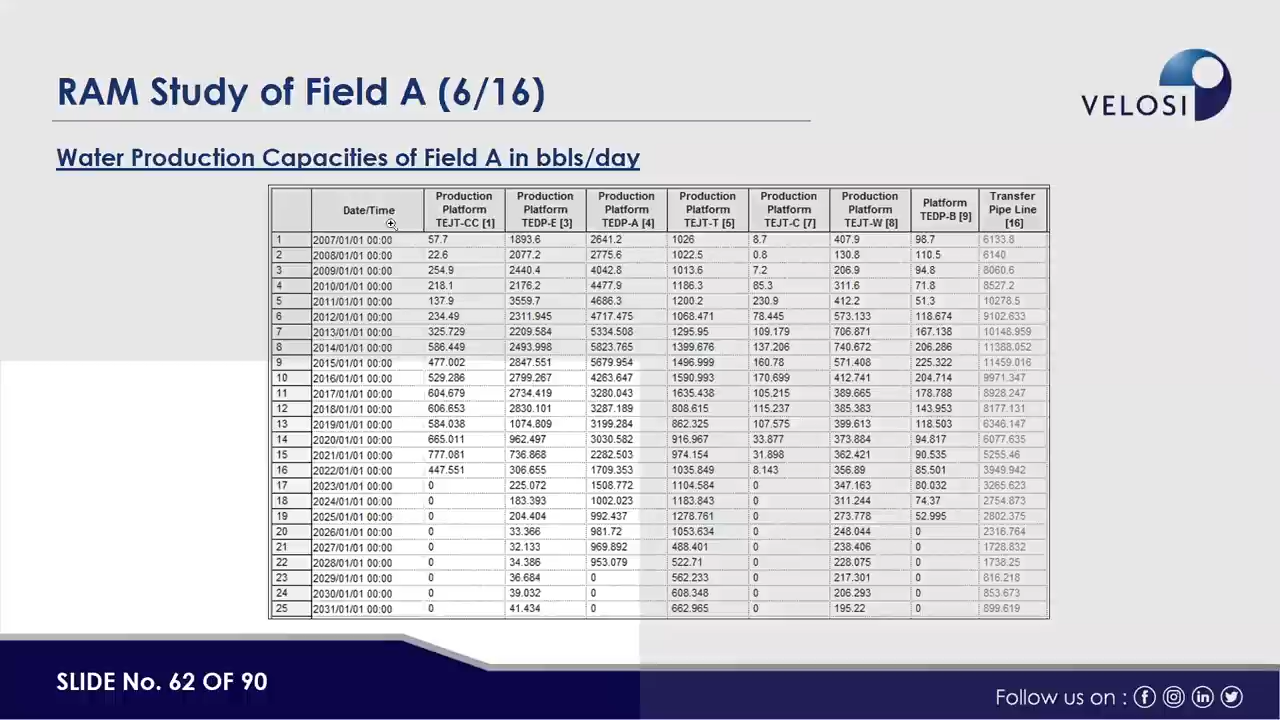 RAM Study of Field A (6/16)
VELOSI
Water Production Capacities of Field A in bbls/day
Date/Time Production Platform TEJT-CC [1] Production Platform TEDP-E [3] Production Platform TEDP-A [4] Production Platform TEJT-T [5] Production Platform TEJT-C [7] Production Platform TEJT-W [8] Platform TEDP-B [9] Transfer Pipe Line [16]
1 2007/01/01 00:00 57.7 1893.6 2641.2 1026 8.7 407.9 98.7 6133.8
2 2008/01/01 00:00 22.6 2077.2 2775.6 1022.5 0.8 130.8 110.5 6140
3 2009/01/01 00:00 254.9 2440.4 4042.8 1013.6 7.2 206.9 94.8 8060.6
4 2010/01/01 00:00 218.1 2176.2 4477.9 1186.3 85.3 311.6 71.8 8527.2
5 2011/01/01 00:00 137.9 3559.7 4686.3 1200.2 230.9 412.2 51.3 10278.5
6 2012/01/01 00:00 234.49 2311.945 4717.475 1068.471 78.445 573.133 118.674 9102.633
7 2013/01/01 00:00 325.729 2209.584 5334.508 1295.95 109.179 706.871 167.138 10148.959
8 2014/01/01 00:00 586.449 2493.998 5823.765 1399.676 137.206 740.672 206.286 11388.052
9 2015/01/01 00:00 477.002 2847.551 5679.954 1496.999 160.78 571.408 225.322 11459.016
10 2016/01/01 00:00 529.286 2799.267 4263.647 1590.993 170.699 412.741 204.714 9971.347
11 2017/01/01 00:00 604.679 2734.419 3280.043 1635.438 105.215 389.665 178.788 8928.247
12 2018/01/01 00:00 606.653 2830.101 3287.189 808.615 115.237 385.383 143.953 8177.131
13 2019/01/01 00:00 584.038 1074.809 3199.284 862.325 107.575 399.613 118.503 6346.147
14 2020/01/01 00:00 665.011 962.497 3030.582 916.967 33.877 373.884 94.817 6077.635
15 2021/01/01 00:00 777.081 736.868 2282.503 974.154 31.898 362.421 90.535 5255.46
16 2022/01/01 00:00 447.551 306.655 1709.353 1035.849 8.143 356.89 85.501 3949.942
17 2023/01/01 00:00 0 225.072 1508.772 1104.584 0 347.163 80.032 3265.623
18 2024/01/01 00:00 0 183.393 1002.023 1183.843 0 311.244 74.37 2754.873
19 2025/01/01 00:00 0 204.404 992.437 1278.761 0 273.778 52.995 2802.375
20 2026/01/01 00:00 0 33.366 981.72 1053.634 0 248.044 0 2316.764
21 2027/01/01 00:00 0 32.133 969.892 488.401 0 238.406 0 1728.832
22 2028/01/01 00:00 0 34.386 953.079 522.71 0 228.075 0 1738.25
23 2029/01/01 00:00 0 36.684 0 562.233 0 217.301 0 816.218
24 2030/01/01 00:00 0 39.032 0 608.348 0 206.293 0 853.673
25 2031/01/01 00:00 0 41.434 0 662.965 0 195.22 0 899.619
SLIDE No. 62 OF 90
Follow us on :